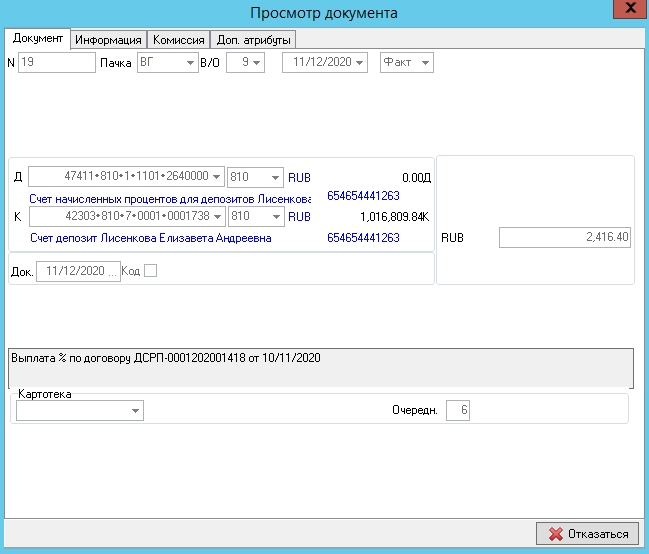 Просмотр документа
Документ Информация Комиссия Доп. атрибуты
N 19 Пачка ВГ В/О 9 11/12/2020 Факт
Д 47411+810+1+1101+2640000 810 RUB 0.00Д
Счет начисленных процентов для депозитов Лисенкова 654654441263
К 42303+810+7+0001+0001738 810 RUB 1,016,809.84К
Счет депозит Лисенкова Елизавета Андреевна 654654441263
RUB 2,416.40
Док. 11/12/2020 ... Код
Выплата % по договору ДСРП-0001202001418 от 10/11/2020
Картотека
Очередн. 6
Отказаться